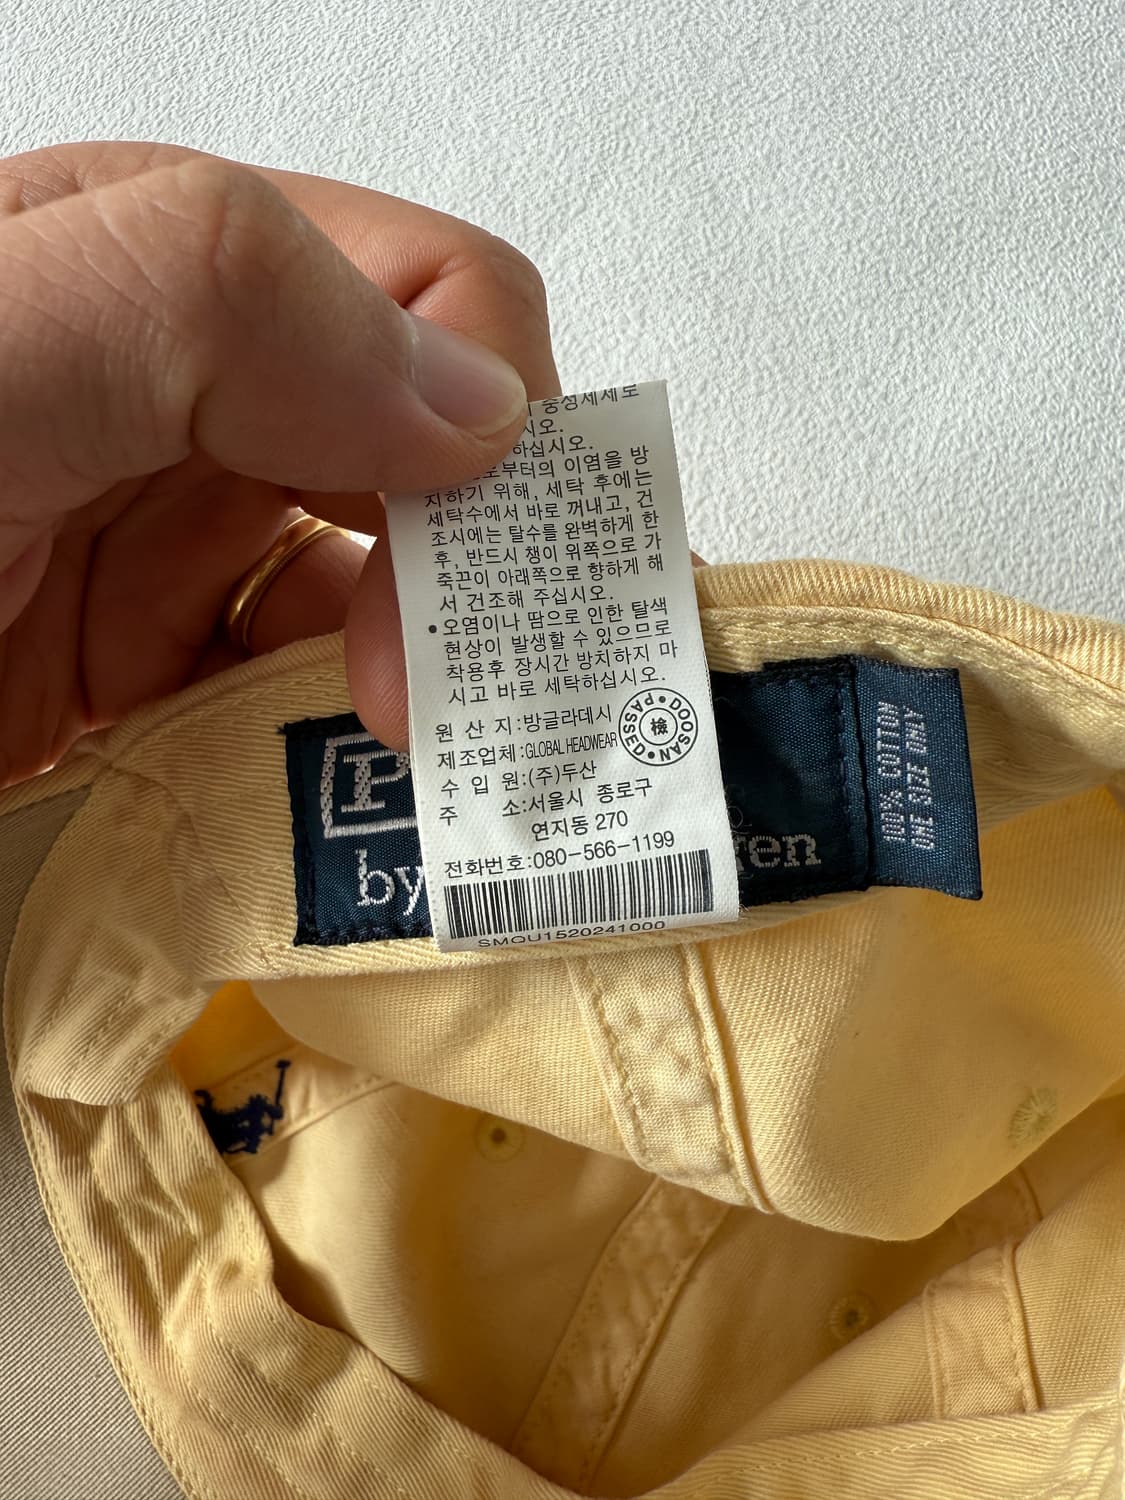 중성세제로
시오.
하십시오.
로부터의 이염을 방
지하기 위해, 세탁 후에는
세탁수에서 바로 꺼내고, 건
조시에는 탈수를 완벽하게 한
후, 반드시 챙이 위쪽으로 가
죽끈이 아래쪽으로 향하게 해
서 건조해 주십시오.
•오염이나 땀으로 인한 탈색
현상이 발생할 수 있으므로
착용후 장시간 방치하지 마
시고 바로 세탁하십시오.
원 산 지:방글라데시
제조업체:GLOBAL HEADWEAR
수 입 원:(주)두산
주 소:서울시 종로구
연지동 270
전화번호:080-566-1199
SMQU1520241000
DOOSAN
PASSED
檢
P
by ren
100% COTTON
ONE SIZE ONLY